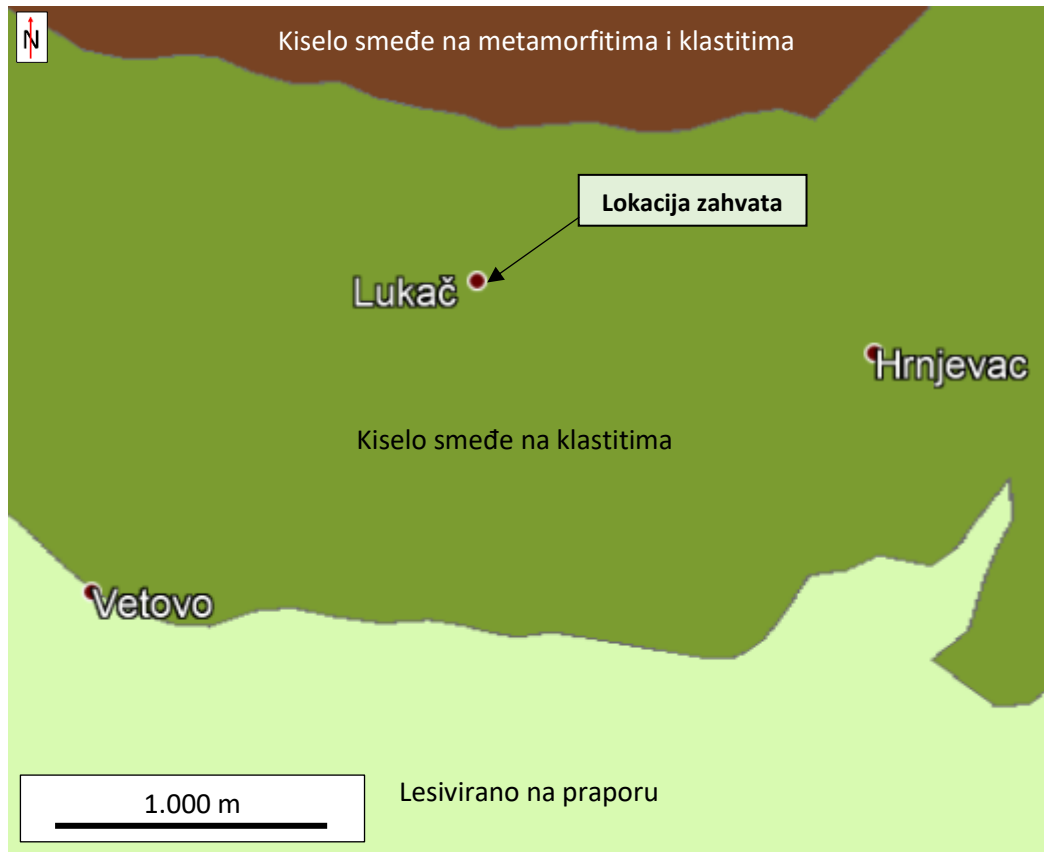 N
Kiselo smeđe na metamorfitima i klastitima
Lokacija zahvata
Lukač
Hrnjevac
Kiselo smeđe na klastitima
Vetovo
Lesivirano na praporu
1.000 m